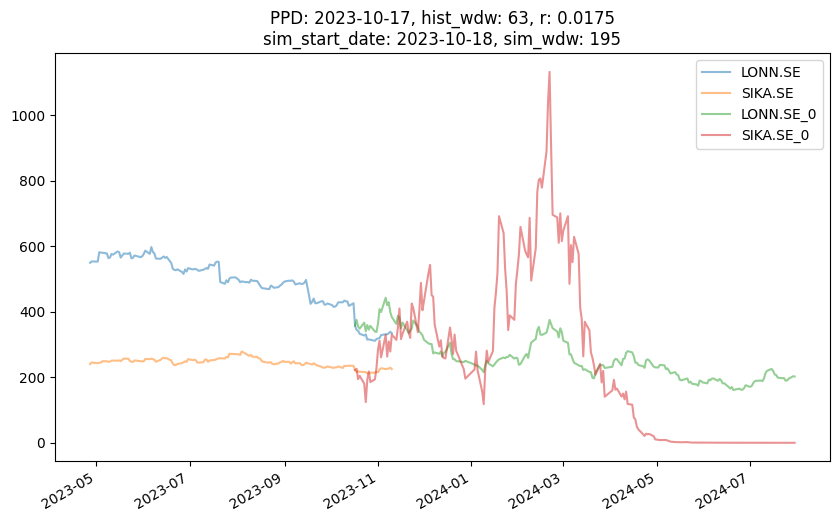 PPD: 2023-10-17, hist_wdw: 63, r: 0.0175
sim_start_date: 2023-10-18, sim_wdw: 195
LONN.SE
SIKA.SE
LONN.SE_0
SIKA.SE_0
1000
800
600
400
200
0
2023-05
2023-07
2023-09
2023-11
2024-01
2024-03
2024-05
2024-07